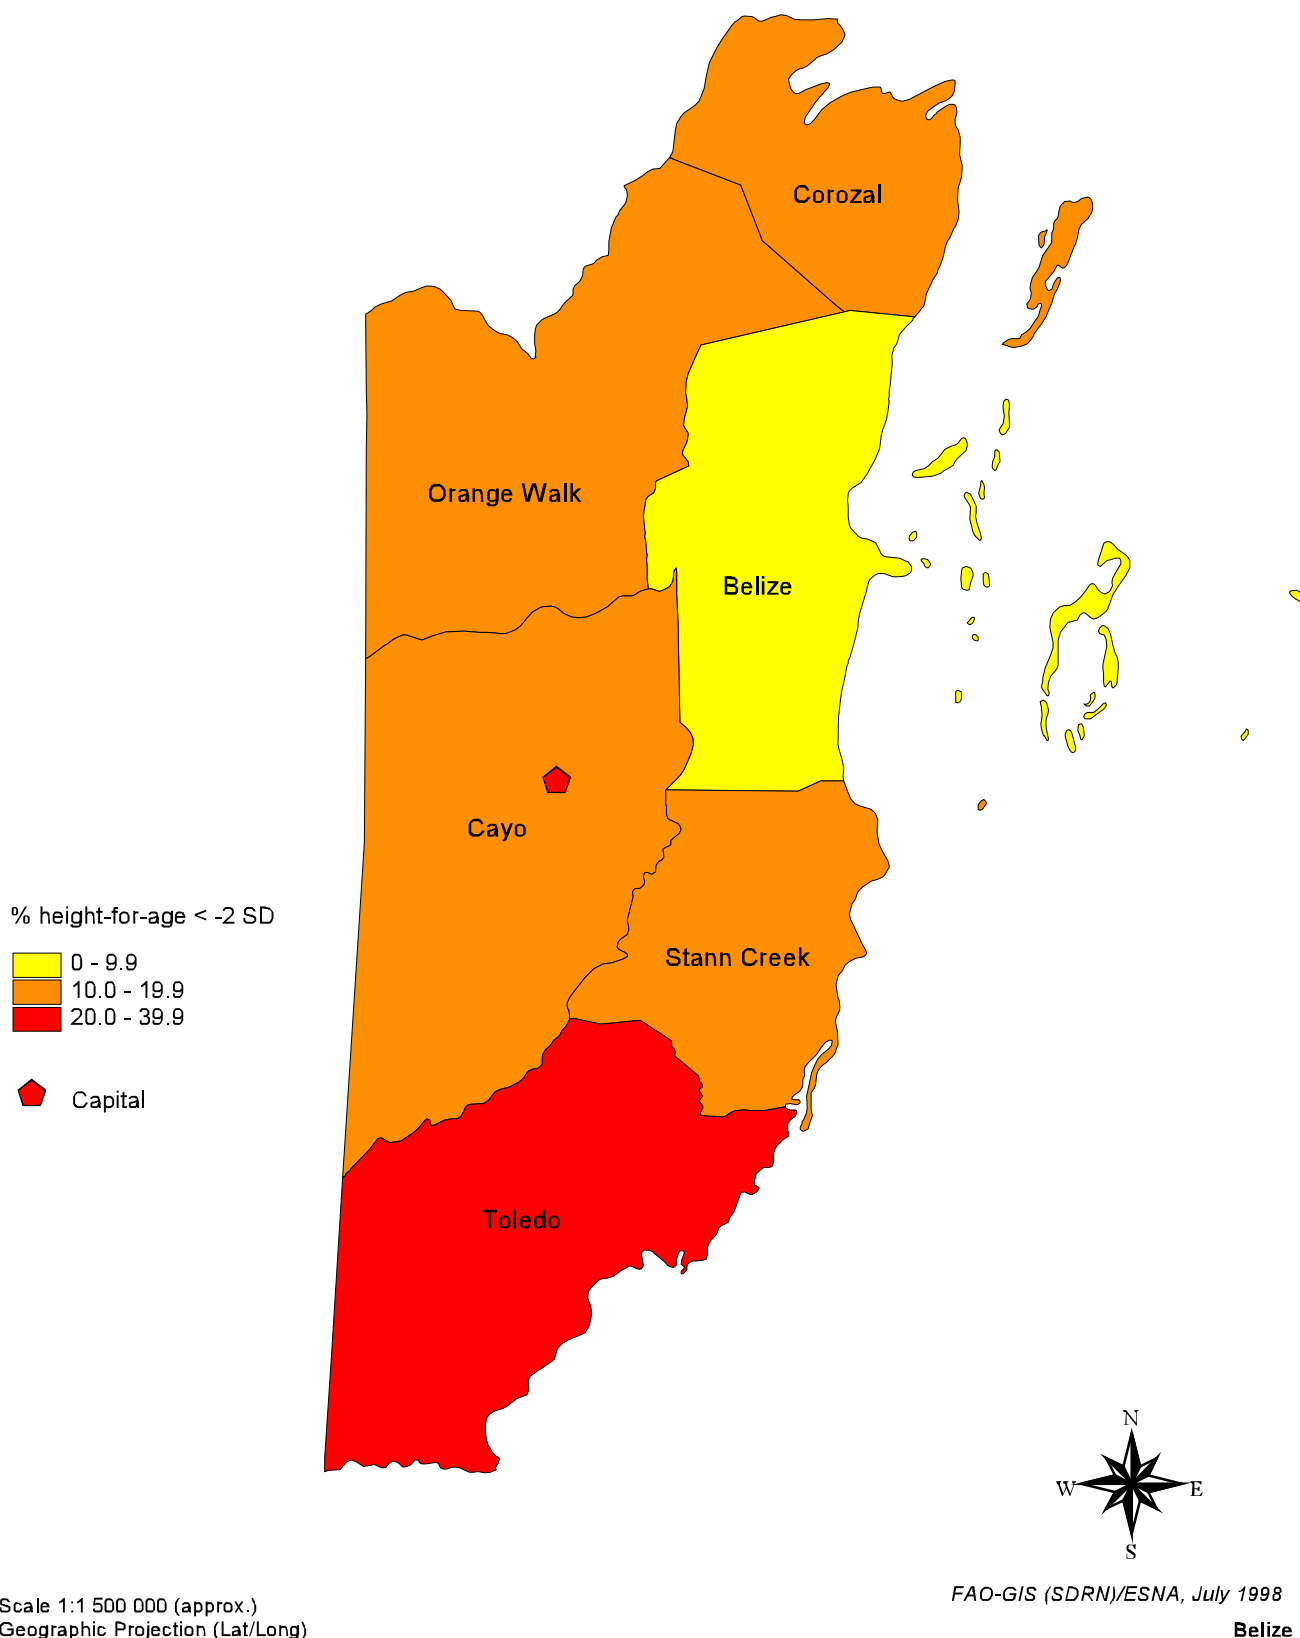 Corozal
Orange Walk
Belize
Cayo
% height-for-age < -2 SD
0 - 9.9
10.0 - 19.9
20.0 - 39.9
Capital
Stann Creek
Toledo
N
W E
S
Scale 1:1 500 000 (approx.)
Geographic Projection (Lat/Long)
FAO-GIS (SDRN)/ESNA, July 1998
Belize